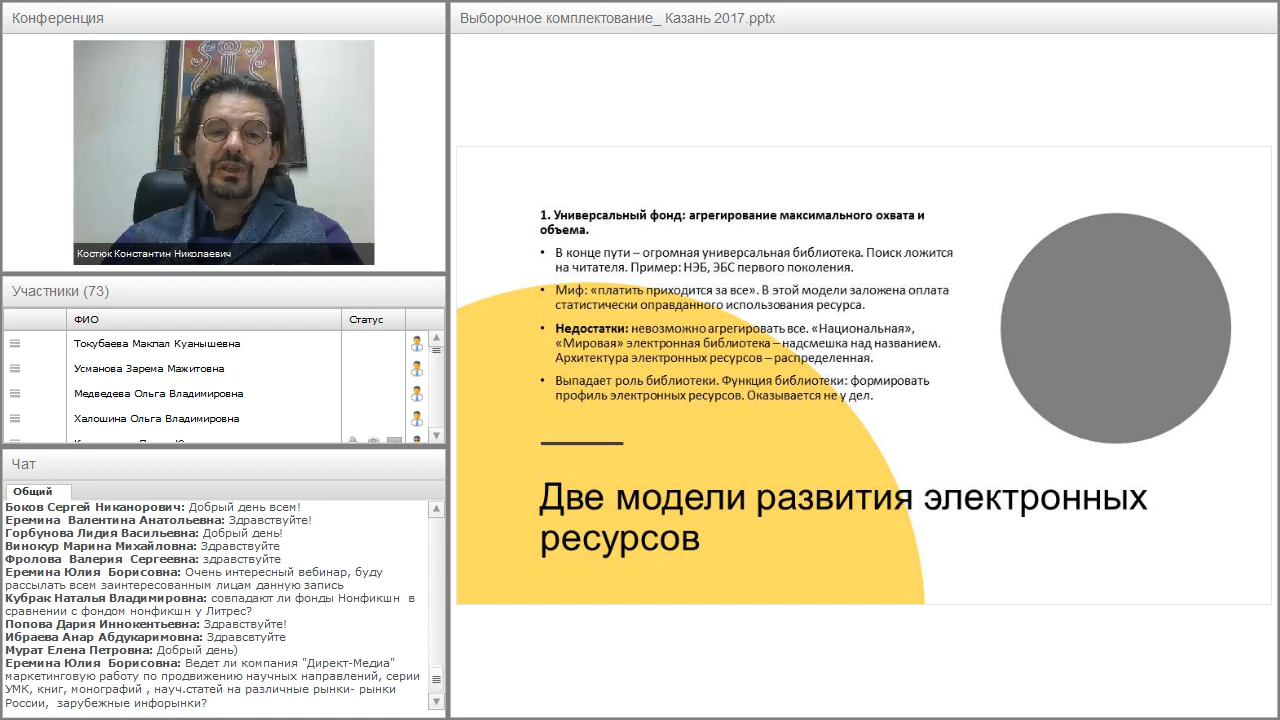 Конференция
Костюк Константин Николаевич
Участники (73)
ФИО
Статус
Токубаева Макпал Куанышевна
Усманова Зарема Мажитовна
Медведева Ольга Владимировна
Халошина Ольга Владимировна
Чат
Общий
Боков Сергей Никанорович: Добрый день всем!
Еремина Валентина Анатольевна: Здравствуйте!
Горбунова Лидия Васильевна: Добрый день!
Винокур Марина Михайловна: Здравствуйте
Фролова Валерия Сергеевна: здравствуйте
Еремина Юлия Борисовна: Очень интересный вебинар, буду
рассылать всем заинтересованным лицам данную запись
Кубрак Наталья Владимировна: совпадают ли фонды Нонфикшн в
сравнении с фондом нонфикшн у Литрес?
Попова Дария Иннокентьевна: Здравствуйте!
Ибраева Анар Абдукаримовна: Здравсвтуйте
Мурат Елена Петровна: Добрый день)
Еремина Юлия Борисовна: Ведет ли компания "Директ-Медиа"
маркетинговую работу по продвижению научных направлений, серии
УМК, книг, монографий , науч.статей на различные рынки- рынки
России, зарубежные инфорынки?
Выборочное комплектование_ Казань 2017.pptx
1. Универсальный фонд: агрегирование максимального охвата и
объема.
• В конце пути – огромная универсальная библиотека. Поиск ложится
на читателя. Пример: НЭБ, ЭБС первого поколения.
• Миф: «платить приходится за все». В этой модели заложена оплата
статистически оправданного использования ресурса.
• Недостатки: невозможно агрегировать все. «Национальная»,
«Мировая» электронная библиотека – надсмешка над названием.
Архитектура электронных ресурсов – распределенная.
• Выпадает роль библиотеки. Функция библиотеки: формировать
профиль электронных ресурсов. Оказывается не у дел.
Две модели развития электронных
ресурсов